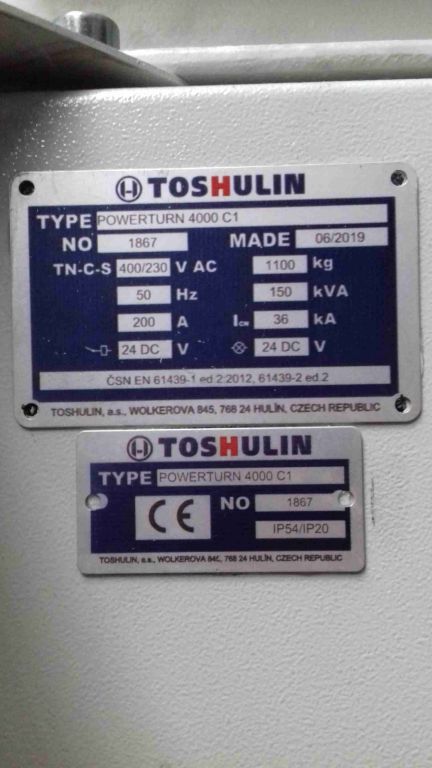 TOSHULIN
TYPE POWERTURN 4000 C1
NO 1867 MADE 06/2019
TN-C-S 400/230 V AC 1100 kg
50 Hz 150 kVA
200 A Icw 36 kA
24 DC V 24 DC V
ČSN EN 61439-1 ed.2:2012, 61439-2 ed.2
TOSHULIN, a.s., WOLKEROVA 845, 768 24 HULÍN, CZECH REPUBLIC
TOSHULIN
TYPE POWERTURN 4000 C1
CE NO 1867
IP54/IP20
TOSHULIN, a.s., WOLKEROVA 845, 768 24 HULÍN, CZECH REPUBLIC